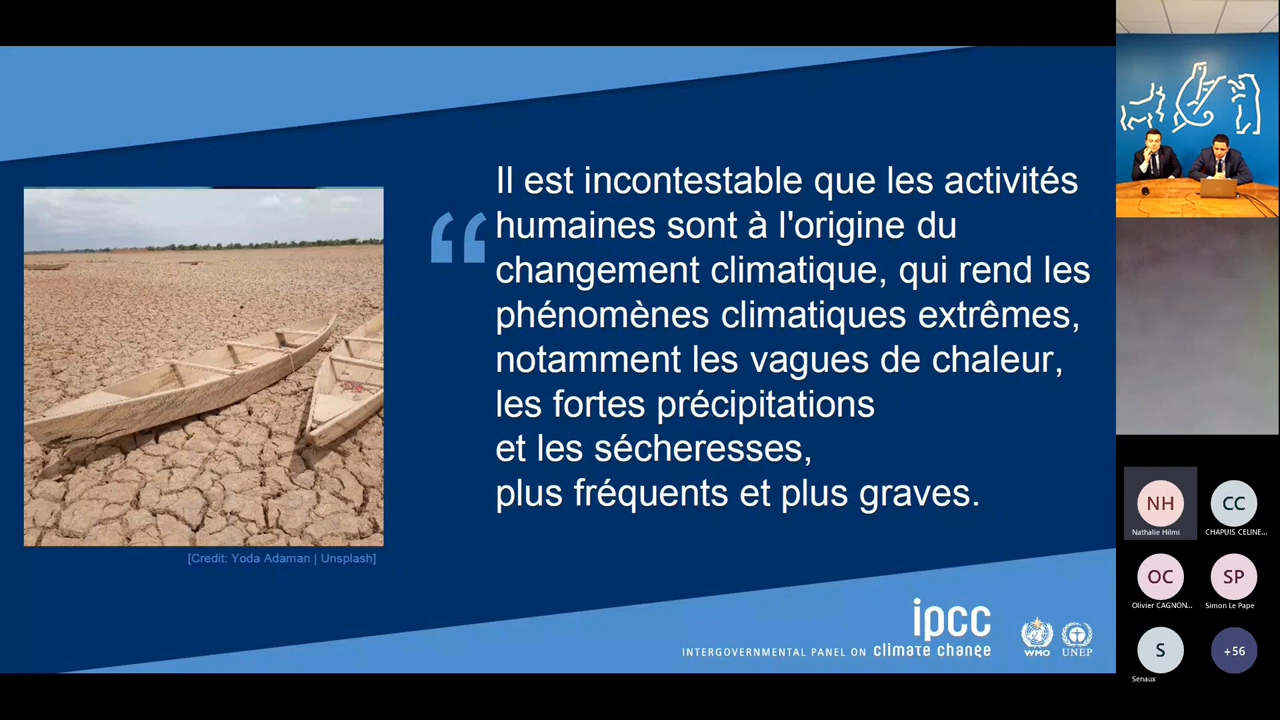 Il est incontestable que les activités
humaines sont à l'origine du
changement climatique, qui rend les
phénomènes climatiques extrêmes,
notamment les vagues de chaleur,
les fortes précipitations
et les sécheresses,
plus fréquents et plus graves.
[Credit: Yoda Adaman | Unsplash]
ipcc
INTERGOVERNMENTAL PANEL ON climate change
WMO
UNEP
NH
Nathalie Hilmi
CC
CHAPUIS CELINE...
OC
Olivier CAGNON...
SP
Simon Le Pape
S
Senaux
+56